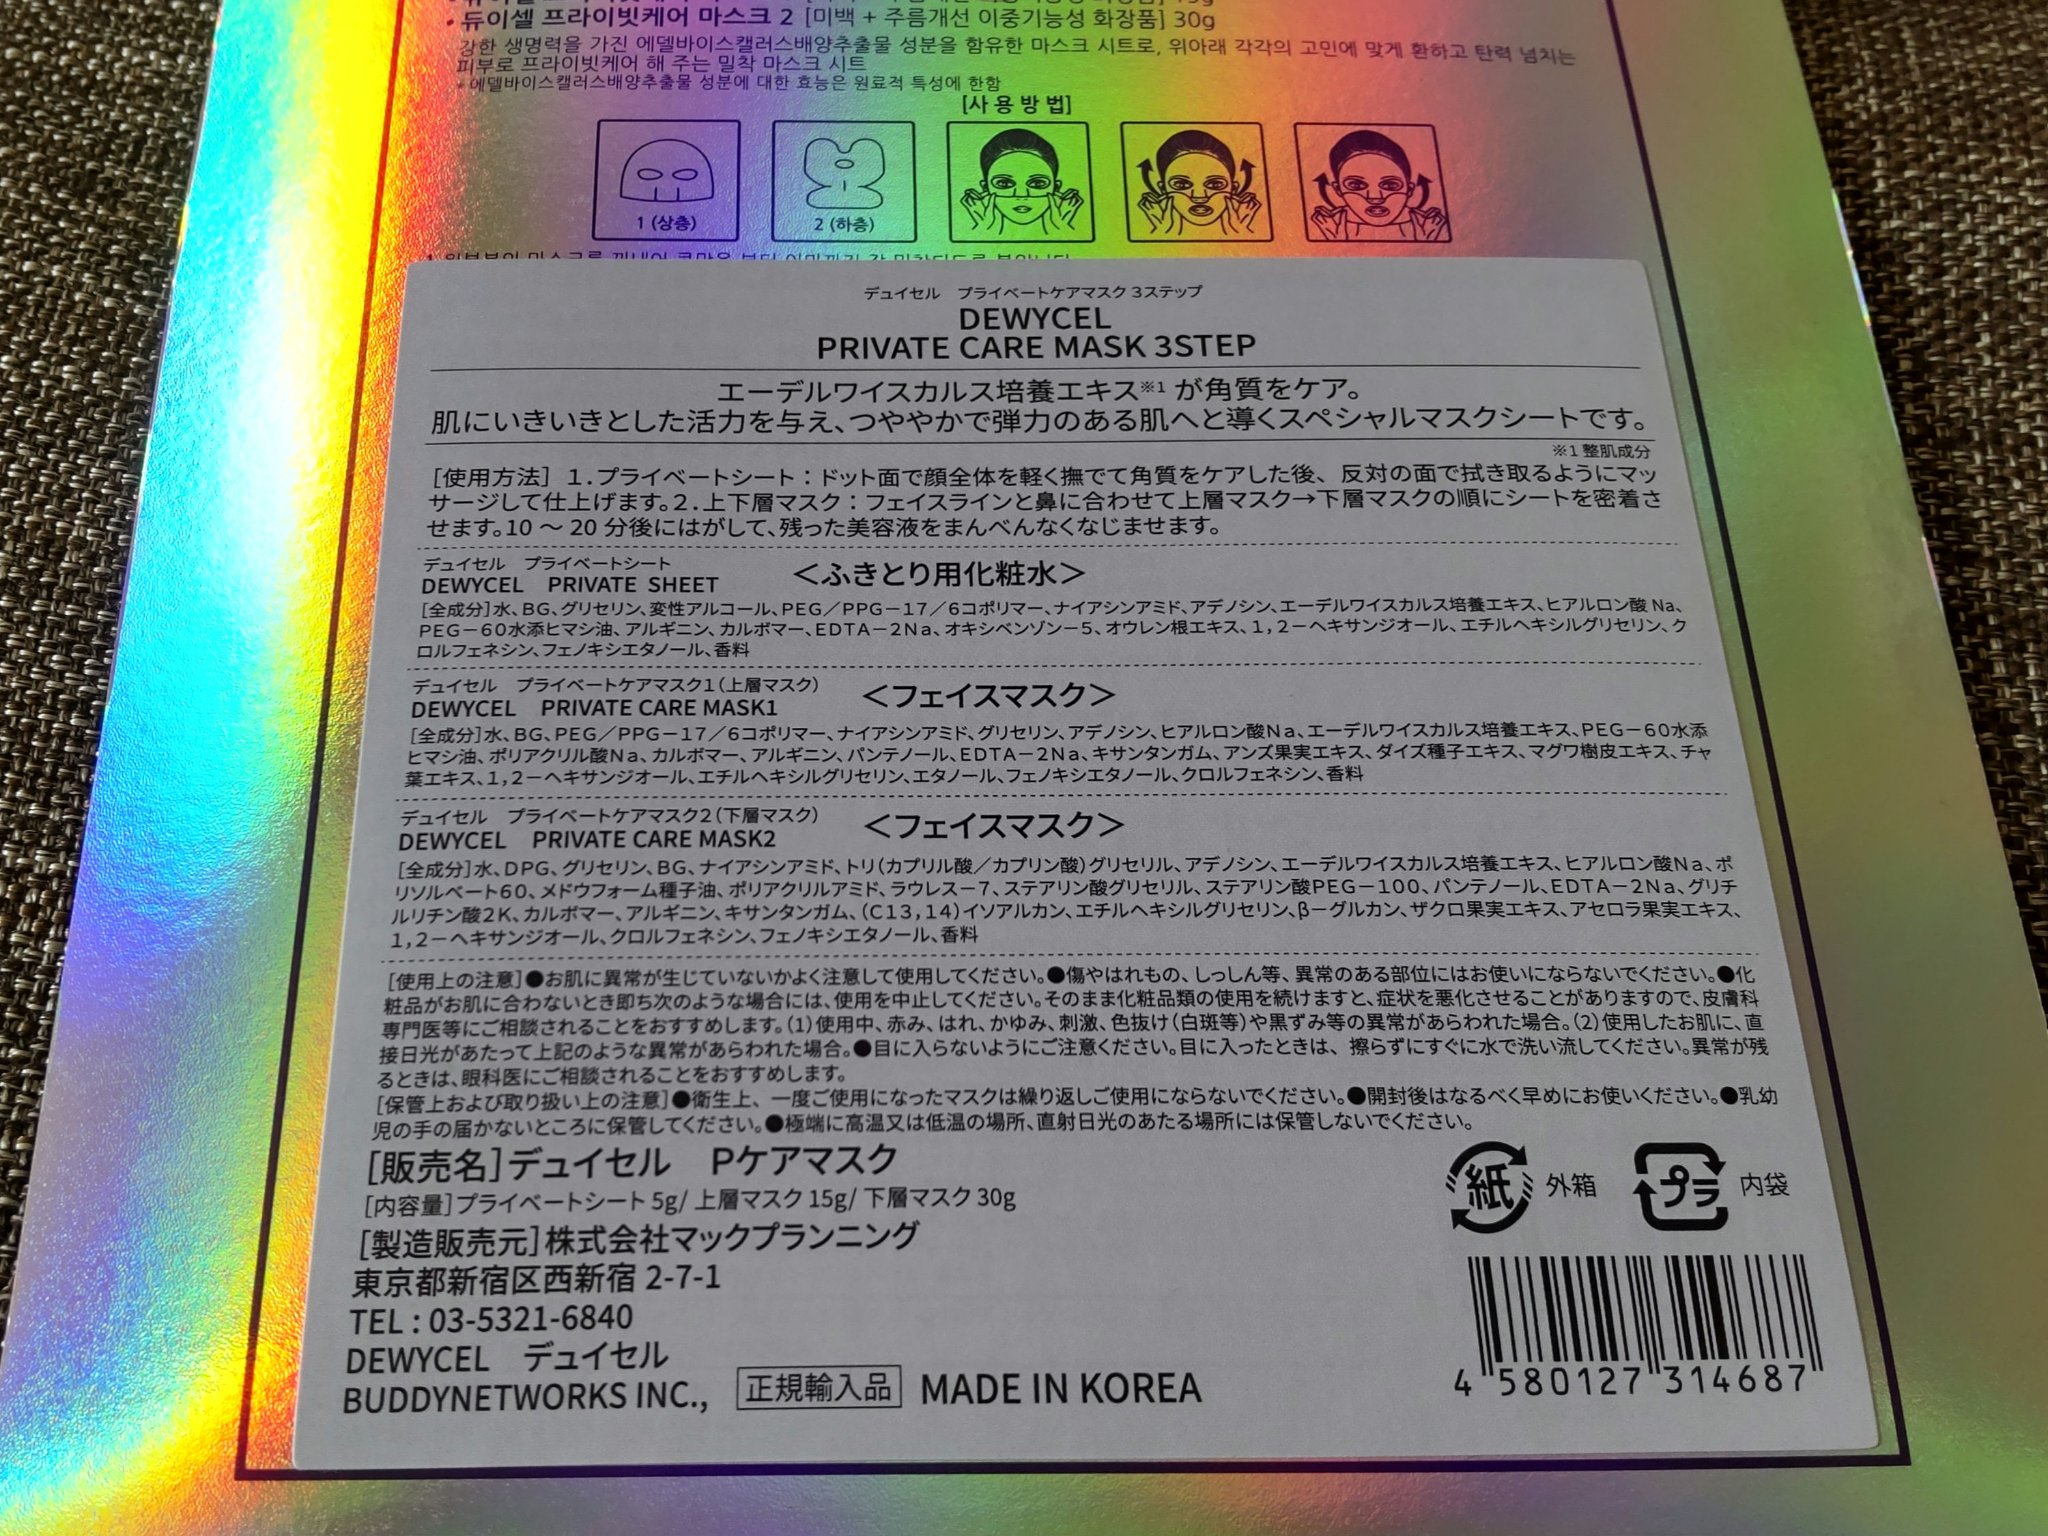 · 듀이셀 프라이빗케어 마스크 2 [미백 + 주름개선 이중기능성 화장품] 30g
강한 생명력을 가진 에델바이스캘러스배양추출물 성분을 함유한 마스크 시트로, 위아래 각각의 고민에 맞게 환하고 탄력 넘치는
피부로 프라이빗케어 해 주는 밀착 마스크 시트
* 에델바이스캘러스배양추출물 성분에 대한 효능은 원료적 특성에 한함
[사 용 방 법]
1 (상층)
2 (하층)
デュイセル プライベートケアマスク 3ステップ
DEWYCEL
PRIVATE CARE MASK 3STEP
エーデルワイスカルス培養エキス※1 が角質をケア。
肌にいきいきとした活力を与え、つややかで弾力のある肌へと導くスペシャルマスクシートです。
※1 整肌成分
［使用方法］1.プライベートシート：ドット面で顔全体を軽く撫でて角質をケアした後、反対の面で拭き取るようにマッ
サージして仕上げます。2.上下層マスク：フェイスラインと鼻に合わせて上層マスク→下層マスクの順にシートを密着さ
せます。10 ～ 20 分後にはがして、残った美容液をまんべんなくなじませます。
デュイセル プライベートシート
DEWYCEL PRIVATE SHEET ＜ふきとり用化粧水＞
［全成分］水、BG、グリセリン、変性アルコール、PEG／PPG－17／6コポリマー、ナイアシンアミド、アデノシン、エーデルワイスカルス培養エキス、ヒアルロン酸 Na、
PEG－60水添ヒマシ油、アルギニン、カルボマー、EDTA－2Na、オキシベンゾン－5、オウレン根エキス、1，2－ヘキサンジオール、エチルヘキシルグリセリン、ク
ロルフェネシン、フェノキシエタノール、香料
デュイセル プライベートケアマスク1（上層マスク）
DEWYCEL PRIVATE CARE MASK1 ＜フェイスマスク＞
［全成分］水、BG、PEG／PPG－17／6コポリマー、ナイアシンアミド、グリセリン、アデノシン、ヒアルロン酸Na、エーデルワイスカルス培養エキス、PEG－60水添
ヒマシ油、ポリアクリル酸Na、カルボマー、アルギニン、パンテノール、EDTA－2Na、キサンタンガム、アンズ果実エキス、ダイズ種子エキス、マグワ樹皮エキス、チャ
葉エキス、1，2－ヘキサンジオール、エチルヘキシルグリセリン、エタノール、フェノキシエタノール、クロルフェネシン、香料
デュイセル プライベートケアマスク2（下層マスク）
DEWYCEL PRIVATE CARE MASK2 ＜フェイスマスク＞
［全成分］水、DPG、グリセリン、BG、ナイアシンアミド、トリ（カプリル酸／カプリン酸）グリセリル、アデノシン、エーデルワイスカルス培養エキス、ヒアルロン酸Na、ポ
リソルベート60、メドウフォーム種子油、ポリアクリルアミド、ラウレス－7、ステアリン酸グリセリル、ステアリン酸PEG－100、パンテノール、EDTA－2Na、グリチ
ルリチン酸2K、カルボマー、アルギニン、キサンタンガム、（C13，14）イソアルカン、エチルヘキシルグリセリン、β－グルカン、ザクロ果実エキス、アセロラ果実エキス、
1，2－ヘキサンジオール、クロルフェネシン、フェノキシエタノール、香料
［使用上の注意］●お肌に異常が生じていないかよく注意して使用してください。●傷やはれもの、しっしん等、異常のある部位にはお使いにならないでください。●化
粧品がお肌に合わないとき即ち次のような場合には、使用を中止してください。そのまま化粧品類の使用を続けますと、症状を悪化させることがありますので、皮膚科
専門医等にご相談されることをおすすめします。（1）使用中、赤み、はれ、かゆみ、刺激、色抜け（白斑等）や黒ずみ等の異常があらわれた場合。（2）使用したお肌に、直
接日光があたって上記のような異常があらわれた場合。●目に入らないようにご注意ください。目に入ったときは、擦らずにすぐに水で洗い流してください。異常が残
るときは、眼科医にご相談されることをおすすめします。
［保管上および取り扱い上の注意］●衛生上、一度ご使用になったマスクは繰り返しご使用にならないでください。●開封後はなるべく早めにお使いください。●乳幼
児の手の届かないところに保管してください。●極端に高温又は低温の場所、直射日光のあたる場所には保管しないでください。
［販売名］デュイセル Pケアマスク
［内容量］プライベートシート 5g/ 上層マスク 15g/ 下層マスク 30g
紙 外箱 プラ 内袋
［製造販売元］株式会社マックプランニング
東京都新宿区西新宿 2-7-1
TEL : 03-5321-6840
DEWYCEL デュイセル
BUDDYNETWORKS INC., 正規輸入品 MADE IN KOREA
4 580127 314687